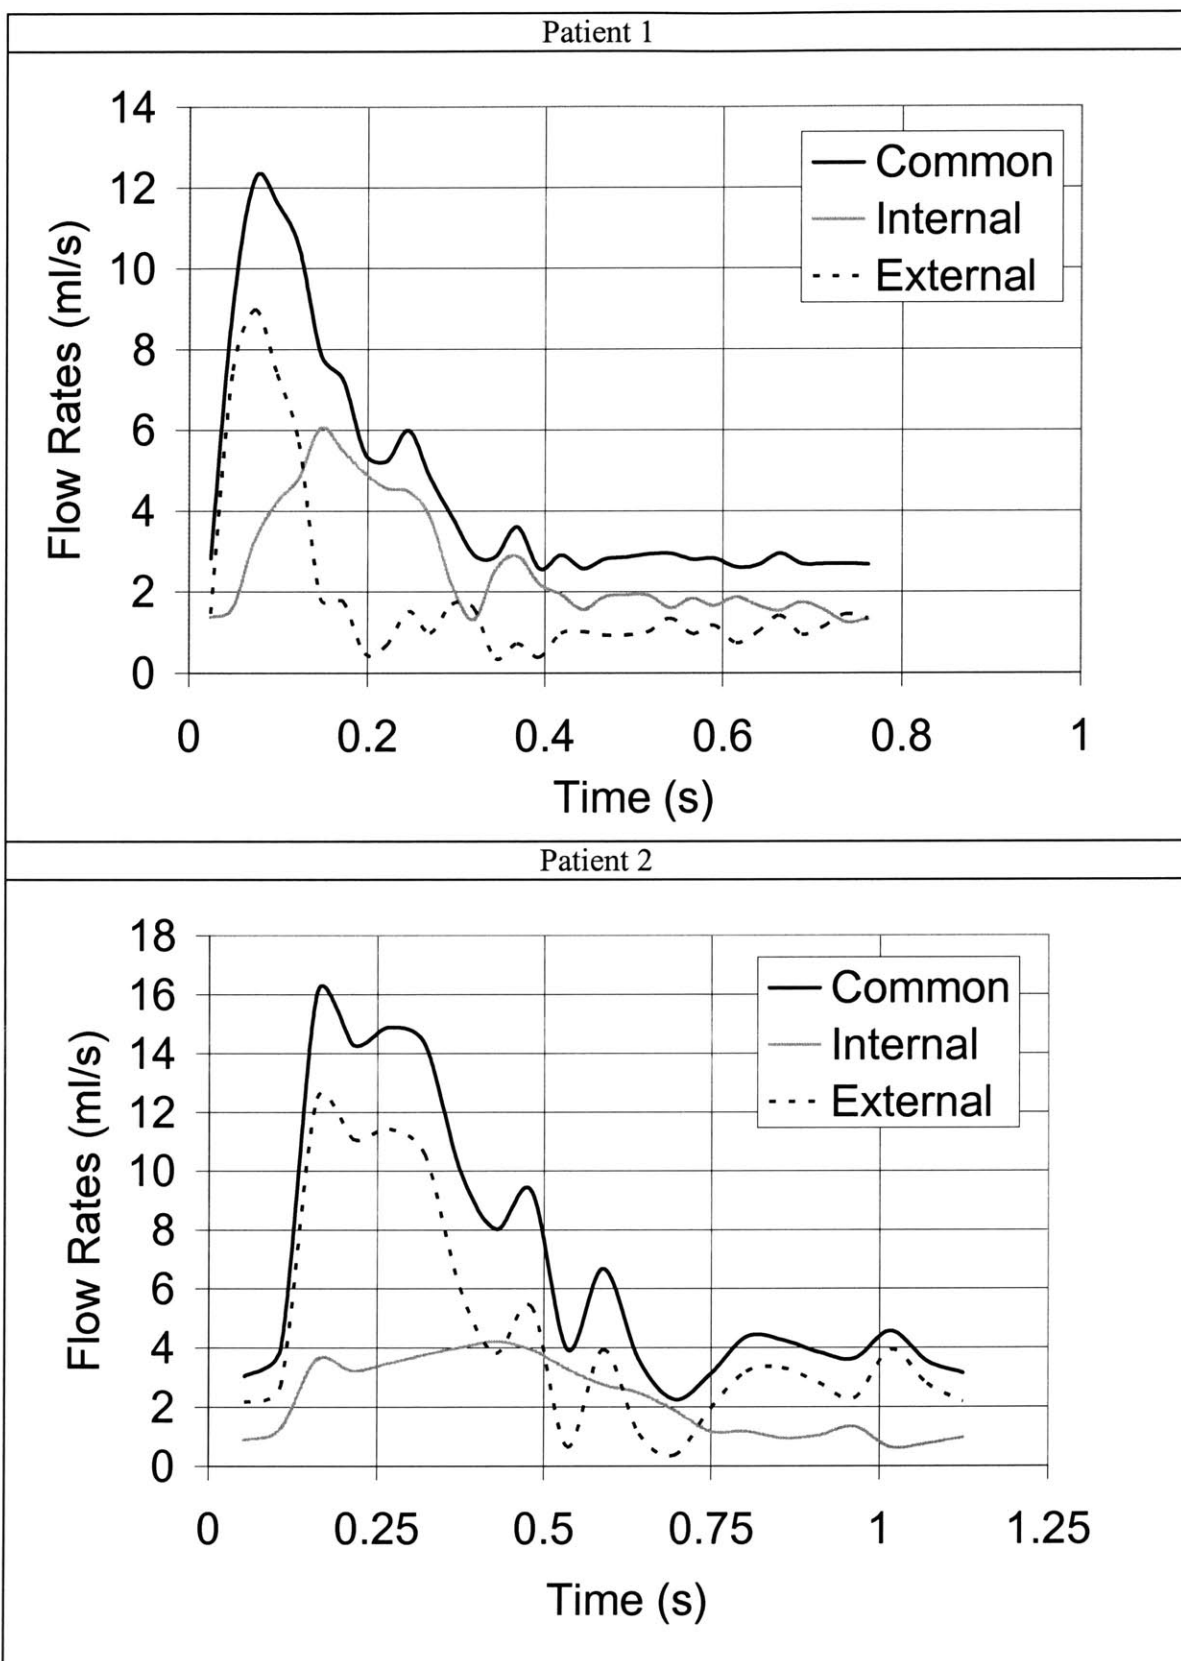 Patient 1
14
12
10
8
6
4
2
0
Flow Rates (ml/s)
Common
Internal
External
0 0.2 0.4 0.6 0.8 1
Time (s)
Patient 2
18
16
14
12
10
8
6
4
2
0
Flow Rates (ml/s)
Common
Internal
External
0 0.25 0.5 0.75 1 1.25
Time (s)